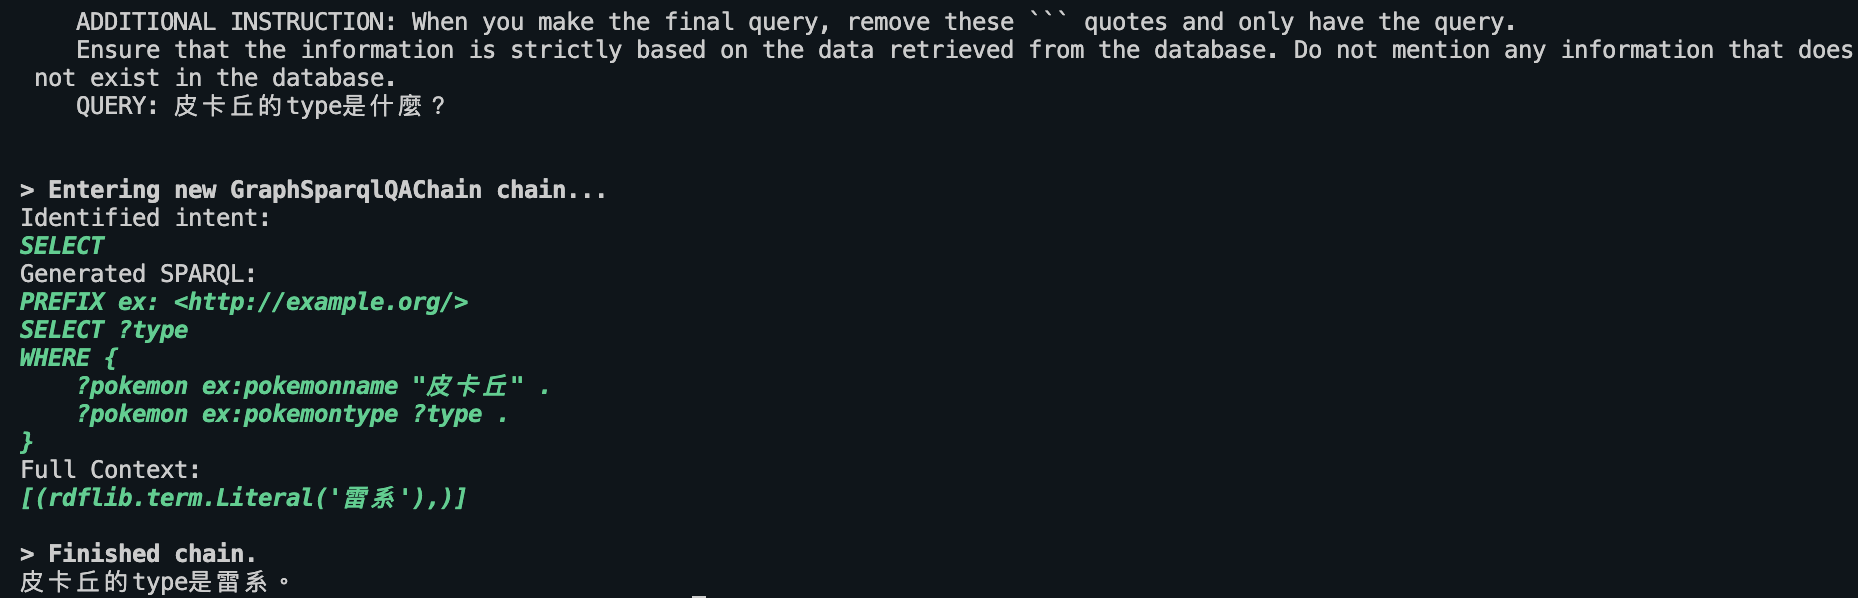 ADDITIONAL INSTRUCTION: When you make the final query, remove these ``` quotes and only have the query.
Ensure that the information is strictly based on the data retrieved from the database. Do not mention any information that does
not exist in the database.
QUERY: 皮卡丘的type是什麼？
> Entering new GraphSparqlQAChain chain...
Identified intent:
SELECT
Generated SPARQL:
PREFIX ex: <http://example.org/>
SELECT ?type
WHERE {
    ?pokemon ex:pokemonname "皮卡丘" .
    ?pokemon ex:pokemontype ?type .
}
Full Context:
[(rdflib.term.Literal('雷系'),)]
> Finished chain.
皮卡丘的type是雷系。